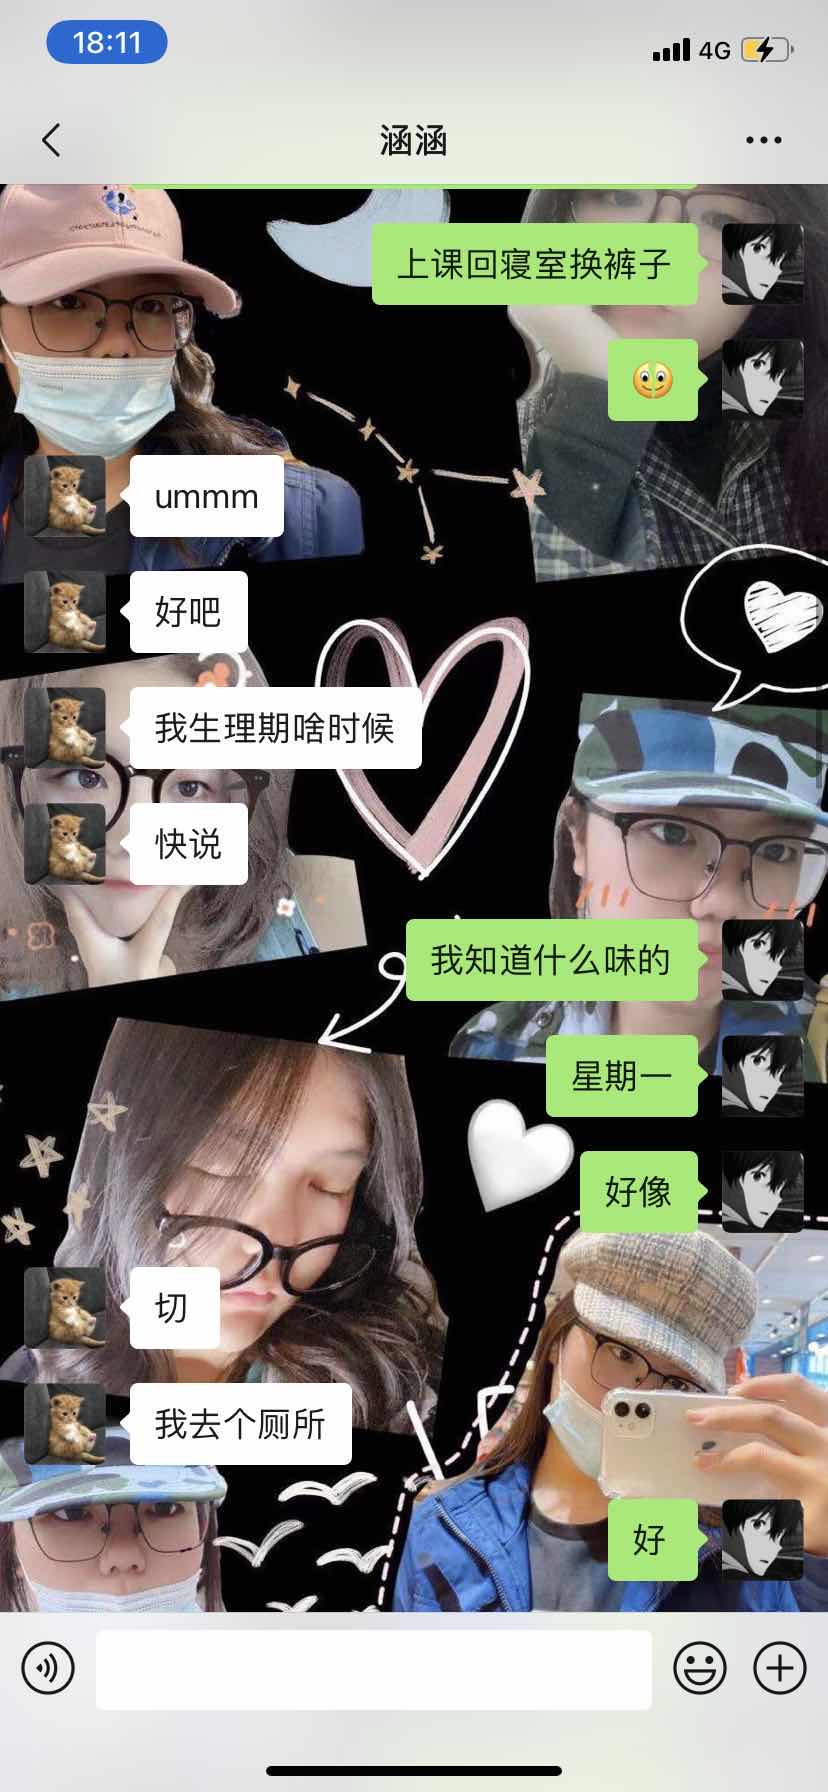 18:11
4G
涵涵
上课回寝室换裤子
ummm
好吧
我生理期啥时候
快说
我知道什么味的
星期一
好像
切
我去个厕所
好